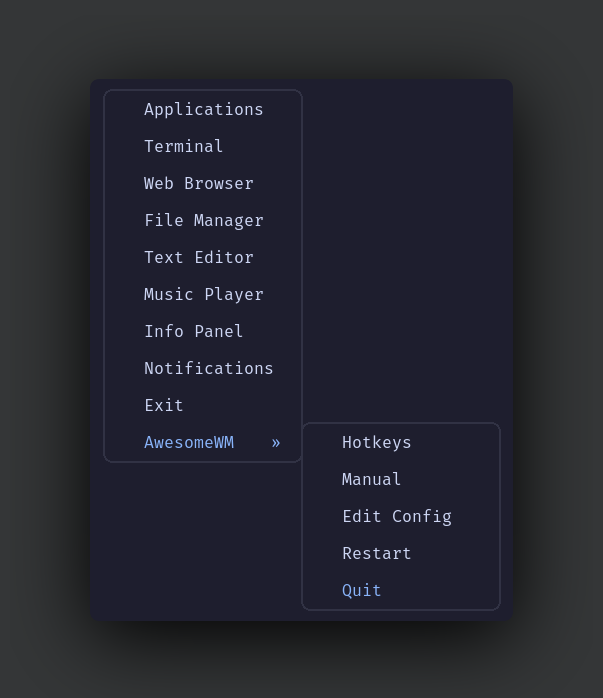 Applications
Terminal
Web Browser
File Manager
Text Editor
Music Player
Info Panel
Notifications
Exit
AwesomeWM »
Hotkeys
Manual
Edit Config
Restart
Quit